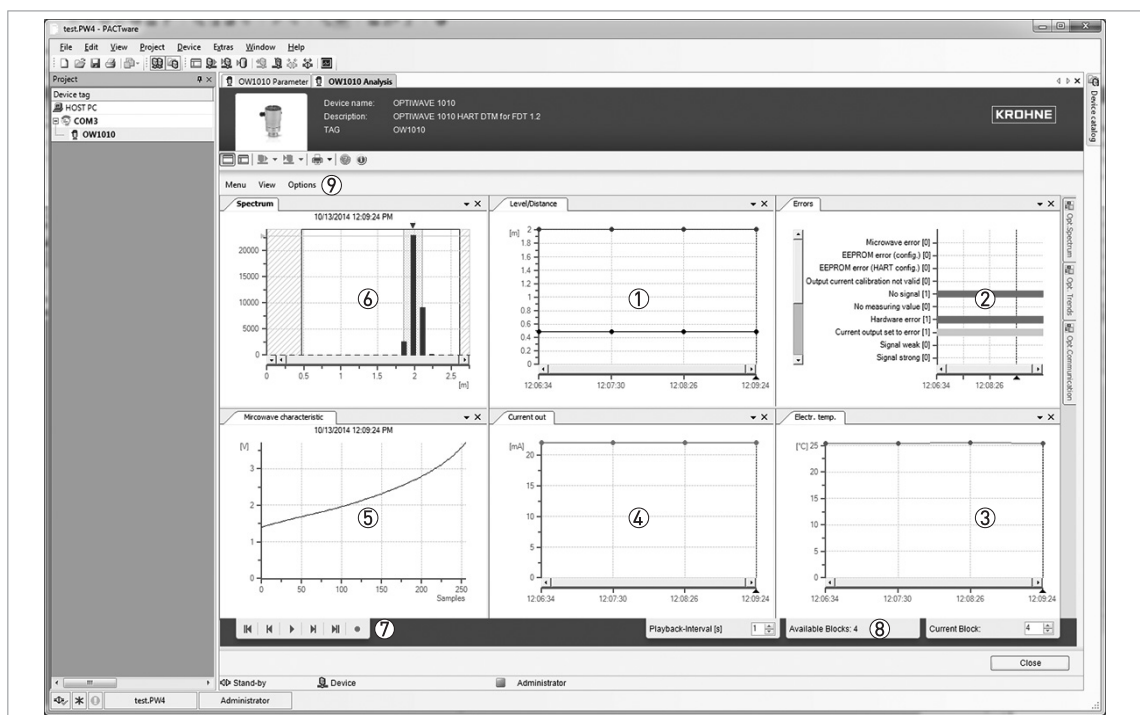 test.PW4 - PACTware
File Edit View Project Device Extras Window Help
Project
Device tag
HOST PC
COM3
OW1010
OW1010 Parameter
OW1010 Analysis
Device name: OPTIWAVE 1010
Description: OPTIWAVE 1010 HART DTM for FDT 1.2
TAG OW1010
KROHNE
Device catalog
Menu View Options ⑨
Spectrum
10/13/2014 12:09:24 PM
20000
15000
10000
5000
0
⑥
0 0.5 1 1.5 2 2.5
[m]
Level/Distance
[m] 2
1.8
1.6
1.4
1.2
1
0.8
0.6
0.4
0.2
0
①
12:06:34 12:07:30 12:08:26 12:09:24
Errors
Microwave error [0]
EEPROM error (config.) [0]
EEPROM error (HART config.) [0]
Output current calibration not valid [0]
No signal [1]
No measuring value [0]
Hardware error [1]
Current output set to error [1]
Signal weak [0]
Signal strong [0]
②
12:06:34 12:08:26
Opt.Spectrum
Opt. Trends
Opt.Communication
Mircowave characteristic
10/13/2014 12:09:24 PM
[V]
3
2
1
0
⑤
0 50 100 150 200 250
Samples
Current out
[mA]
20
15
10
5
0
④
12:06:34 12:07:30 12:08:26 12:09:24
Electr. temp.
[°C] 25
20
15
10
5
0
③
12:06:34 12:07:30 12:08:26 12:09:24
⑦
Playback-Interval [s] 1
Available Blocks: 4 ⑧
Current Block: 4
Close
Stand-by
Device
Administrator
test.PW4
Administrator